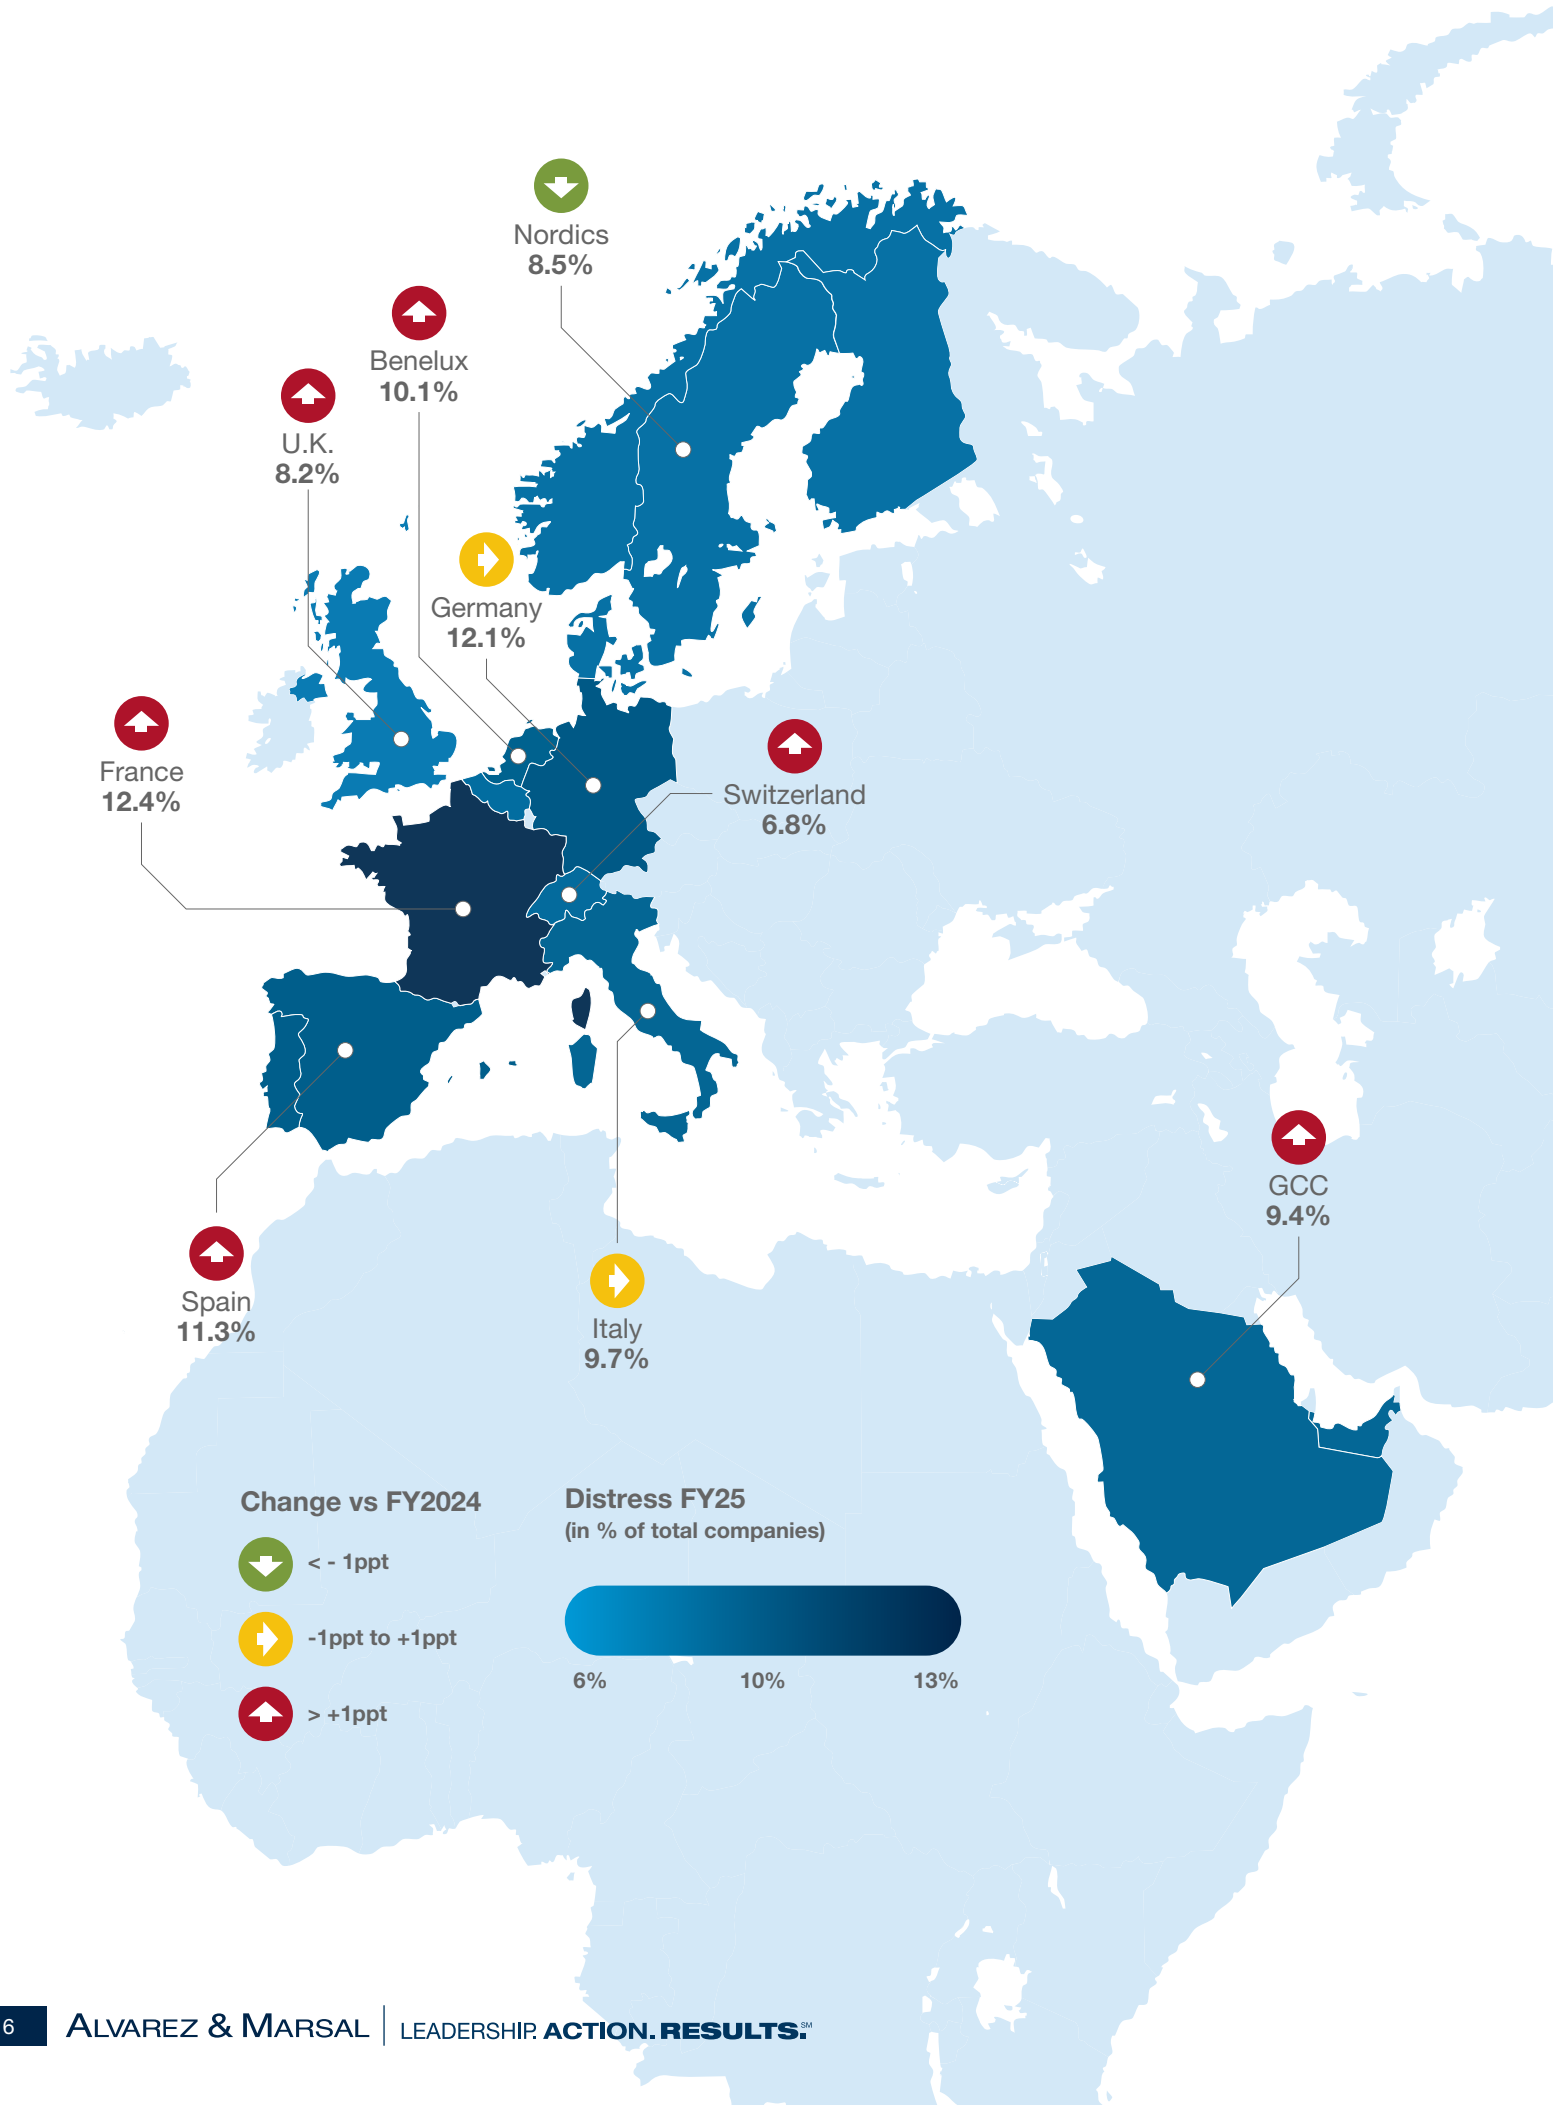 Nordics
8.5%
Benelux
10.1%
U.K.
8.2%
Germany
12.1%
France
12.4%
Switzerland
6.8%
GCC
9.4%
Spain
11.3%
Italy
9.7%
Change vs FY2024
< - 1ppt
-1ppt to +1ppt
> +1ppt
Distress FY25
(in % of total companies)
6% 10% 13%
6 ALVAREZ & MARSAL LEADERSHIP. ACTION. RESULTS.℠